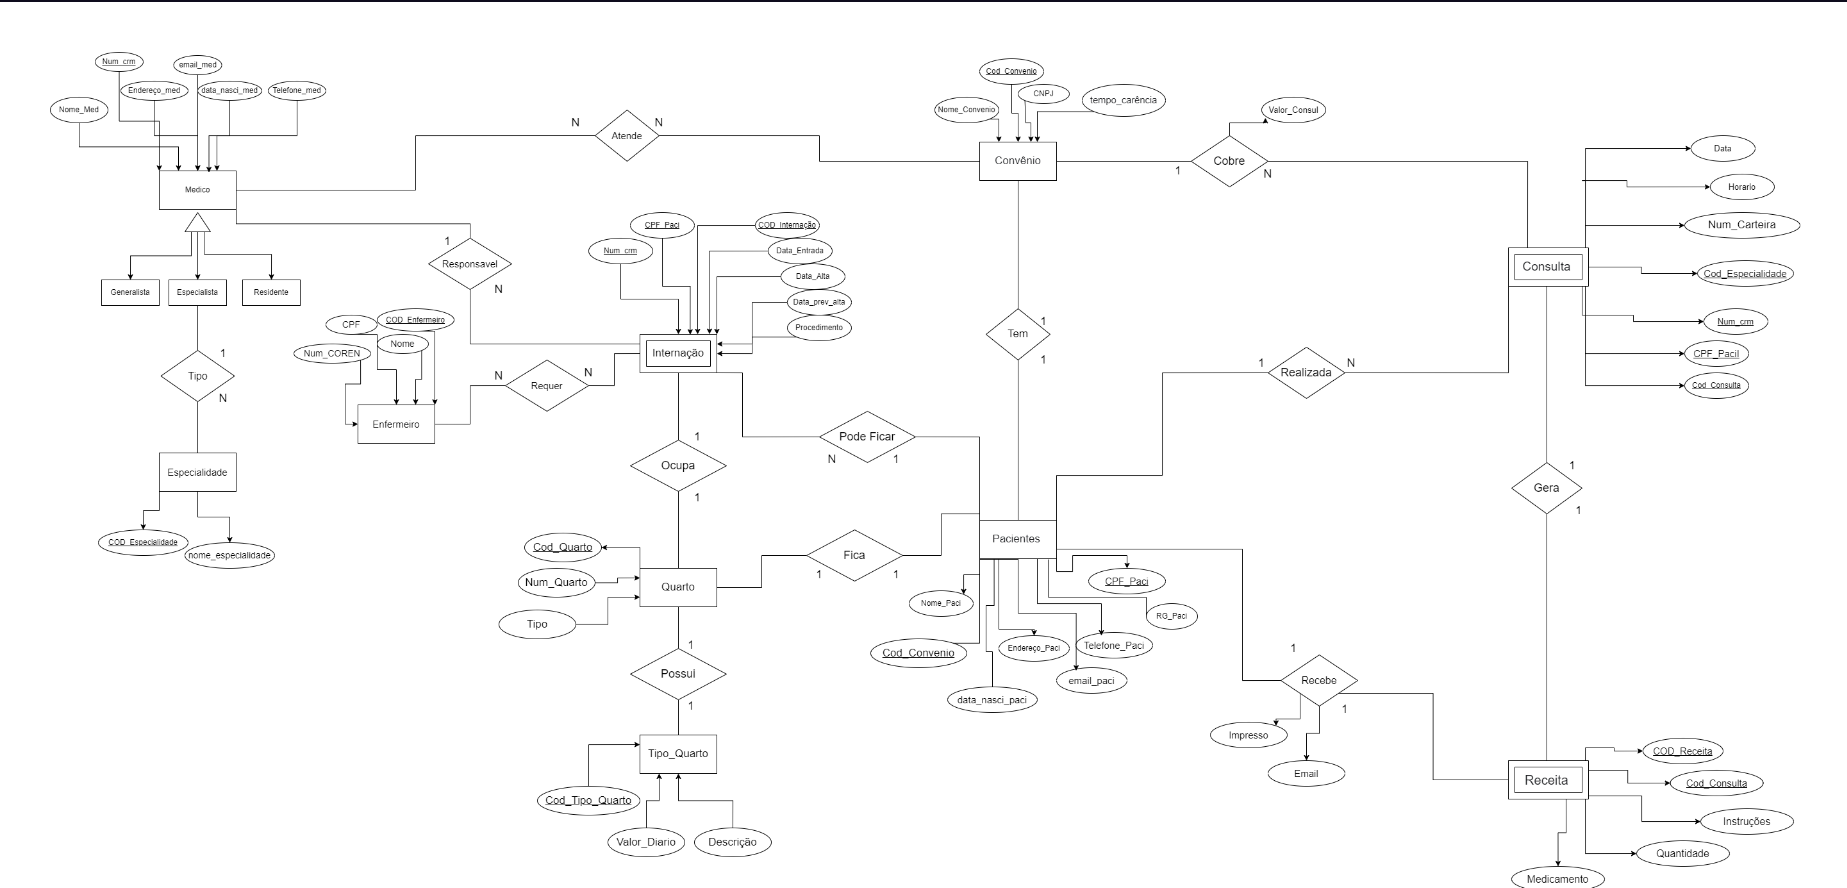 Num_crm
email_med
Endereço_med
data_nasci_med
Telefone_med
Nome_Med
Medico
Generalista
Especialista
Residente
1
Tipo
N
Especialidade
COD_Especialidade
nome_especialidade
N
Atende
N
1
Responsavel
N
Cod_Convenio
CNPJ
tempo_carência
Nome_Convenio
Convênio
Valor_Consul
Cobre
1
N
Data
Horario
Num_Carteira
Cod_Especialidade
Num_crm
CPF_Pacil
Cod_Consulta
Consulta
CPF_Paci
COD_Internação
Num_crm
Data_Entrada
Data_Alta
Data_prev_alta
Procedimento
Internação
CPF
COD_Enfermeiro
Nome
Num_COREN
Enfermeiro
N
Requer
N
1
Tem
1
1
Realizada
N
1
Ocupa
1
Pode Ficar
N
1
1
Gera
1
Cod_Quarto
Num_Quarto
Tipo
Quarto
Fica
1
1
Pacientes
CPF_Paci
RG_Paci
Nome_Paci
Telefone_Paci
Endereço_Paci
Cod_Convenio
email_paci
data_nasci_paci
1
Possui
1
Tipo_Quarto
Cod_Tipo_Quarto
Valor_Diario
Descrição
1
Recebe
1
Impresso
Email
Receita
COD_Receita
Cod_Consulta
Instruções
Quantidade
Medicamento